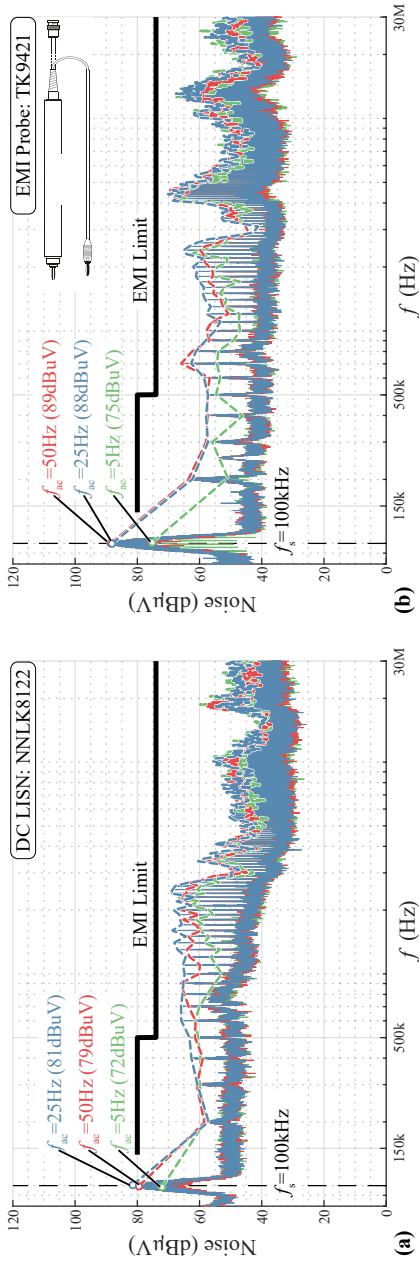 (a)
Noise (dBμV)
120
100
80
60
40
20
0
DC LISN: NNLK8122
f_ac=25Hz (81dBuV)
f_ac=50Hz (79dBuV)
f_ac=5Hz (72dBuV)
EMI Limit
f_s=100kHz
150k
500k
30M
f (Hz)
(b)
Noise (dBμV)
120
100
80
60
40
20
0
EMI Probe: TK9421
f_ac=50Hz (89dBuV)
f_ac=25Hz (88dBuV)
f_ac=5Hz (75dBuV)
EMI Limit
f_s=100kHz
150k
500k
30M
f (Hz)